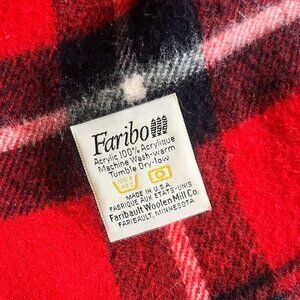 Faribo
Acrylic 100% Acrylique
Machine Wash-warm
Tumble Dry-low
MADE IN U.S.A.
FABRIQUE AUX ETATS-UNIS
Faribault Woolen Mill Co.
FARIBAULT, MINNESOTA